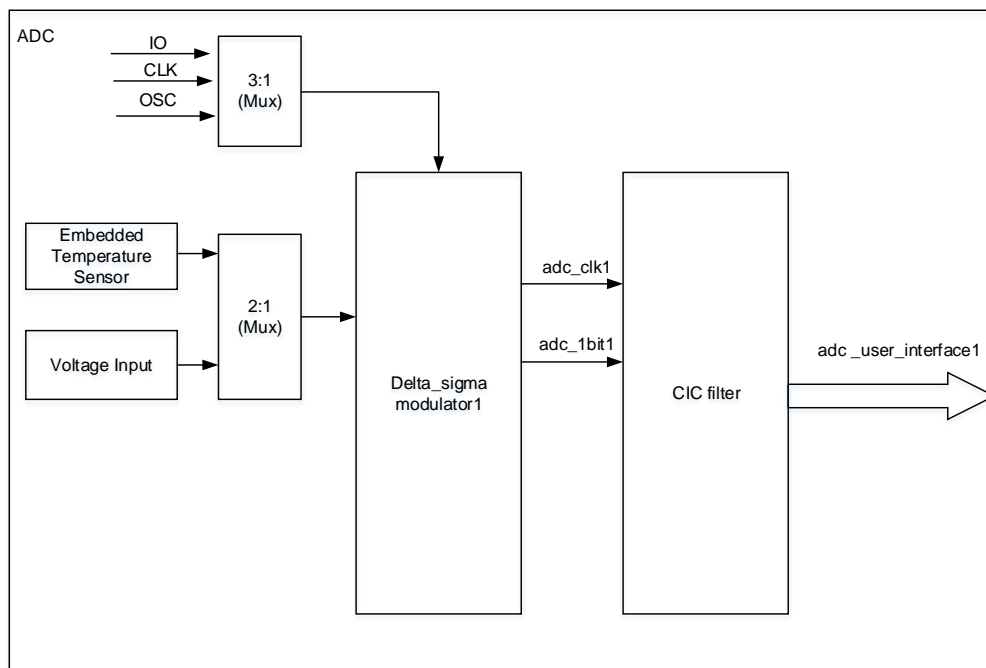 ADC
IO
CLK
OSC
3:1
(Mux)
Embedded
Temperature
Sensor
Voltage Input
2:1
(Mux)
Delta_sigma
modulator1
adc_clk1
adc_1bit1
CIC filter
adc _user_interface1